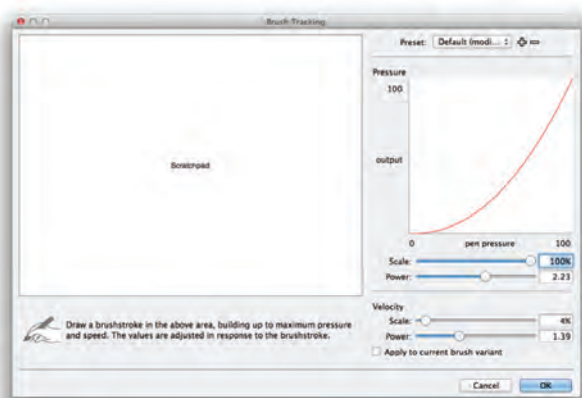 Brush Tracking
Scratchpad
Draw a brushstroke in the above area, building up to maximum pressure
and speed. The values are adjusted in response to the brushstroke.
Preset: Default (modi...
Pressure
100
output
0 pen pressure 100
Scale: 100%
Power: 2.23
Velocity
Scale: 4%
Power: 1.39
Apply to current brush variant
Cancel OK